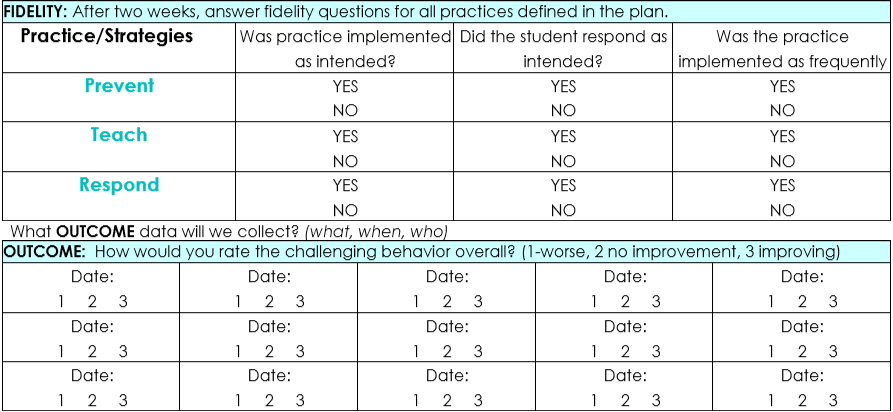 FIDELITY: After two weeks, answer fidelity questions for all practices defined in the plan.
Practice/Strategies Was practice implemented as intended? Did the student respond as intended? Was the practice implemented as frequently
Prevent YES YES YES
NO NO NO
Teach YES YES YES
NO NO NO
Respond YES YES YES
NO NO NO
What OUTCOME data will we collect? (what, when, who)
OUTCOME: How would you rate the challenging behavior overall? (1-worse, 2 no improvement, 3 improving)
Date: Date: Date: Date: Date:
1 2 3 1 2 3 1 2 3 1 2 3 1 2 3
Date: Date: Date: Date: Date:
1 2 3 1 2 3 1 2 3 1 2 3 1 2 3
Date: Date: Date: Date: Date:
1 2 3 1 2 3 1 2 3 1 2 3 1 2 3